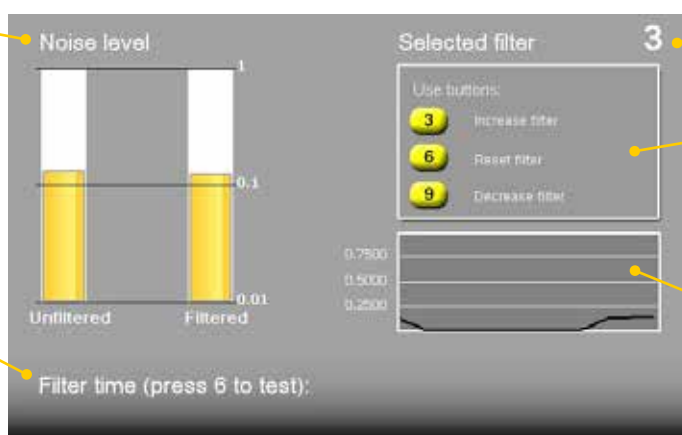 Noise level
1
0.1
0.01
Unfiltered Filtered
Selected filter 3
Use buttons:
3 Increase filter
6 Reset filter
9 Decrease filter
0.7500
0.5000
0.2500
Filter time (press 6 to test):